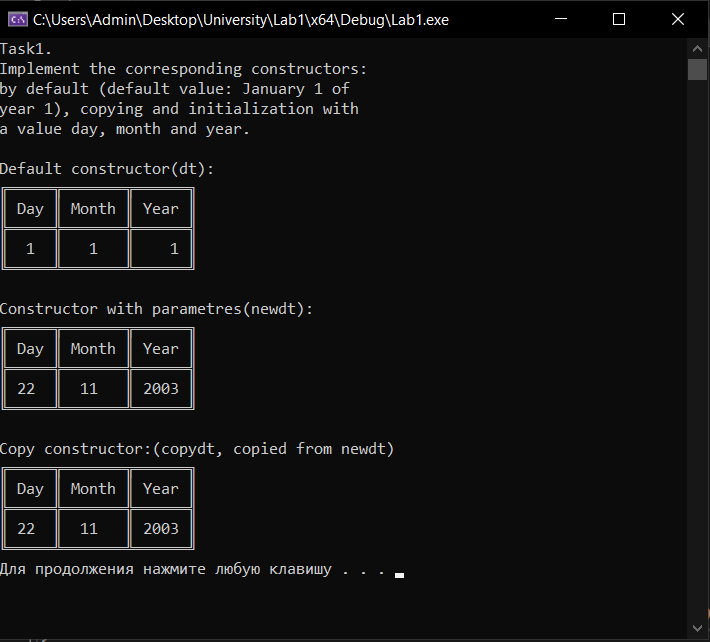 C:\Users\Admin\Desktop\University\Lab1\x64\Debug\Lab1.exe
Task1.
Implement the corresponding constructors:
by default (default value: January 1 of
year 1), copying and initialization with
a value day, month and year.
Default constructor(dt):
Day Month Year
1 1 1
Constructor with parametres(newdt):
Day Month Year
22 11 2003
Copy constructor:(copydt, copied from newdt)
Day Month Year
22 11 2003
Для продолжения нажмите любую клавишу . . .